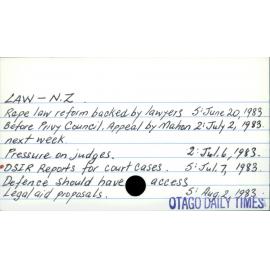 LAW – N.Z.
Rape law reform backed by lawyers 5: June 20, 1983
Before Privy Council, Appeal by Mahon 2: July 2, 1983
next week
Pressure on judges. 2: Jul. 6, 1983.
DSIR Reports for court cases. 5: Jul. 7, 1983.
Defence should have access
Legal aid proposals. 5: Aug 2, 1983.
OTAGO DAILY TIMES